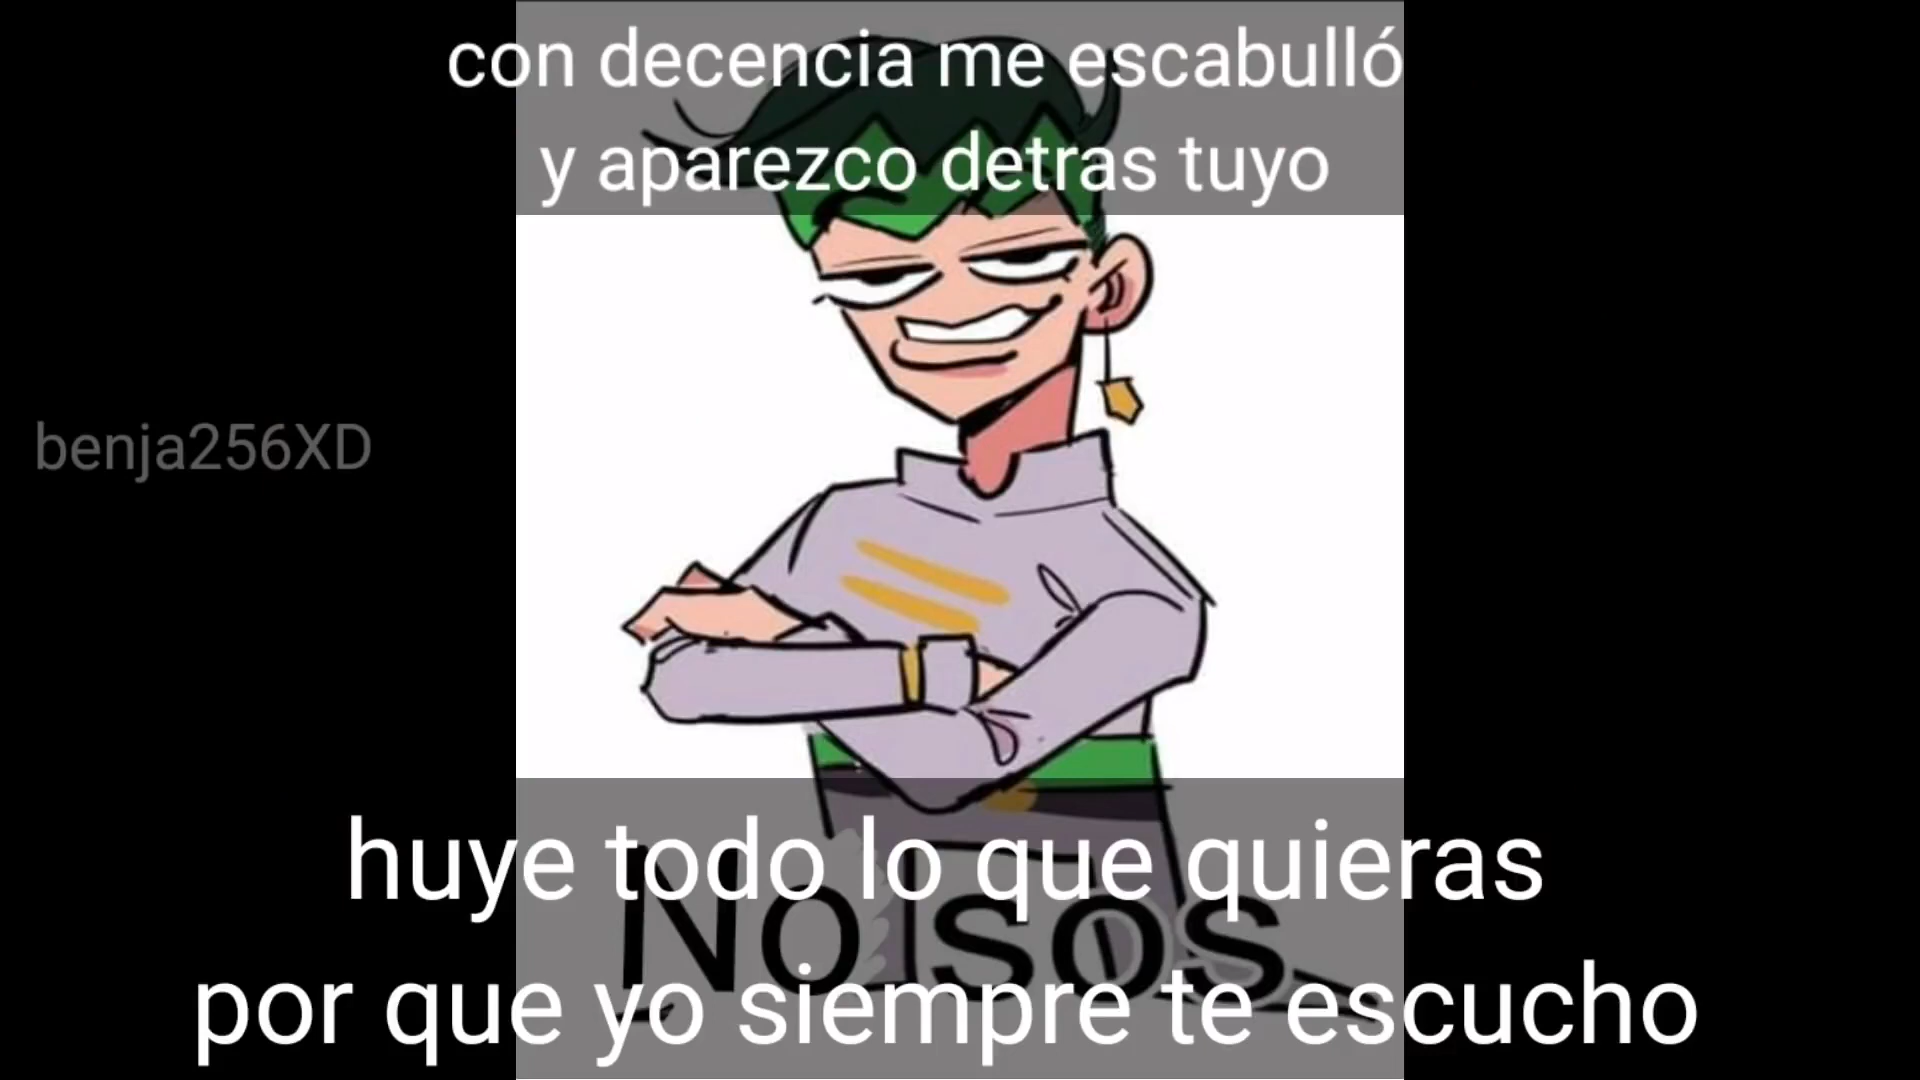 con decencia me escabulló
y aparezco detras tuyo
benja256XD
huye todo lo que quieras
No sos
por que yo siempre te escucho